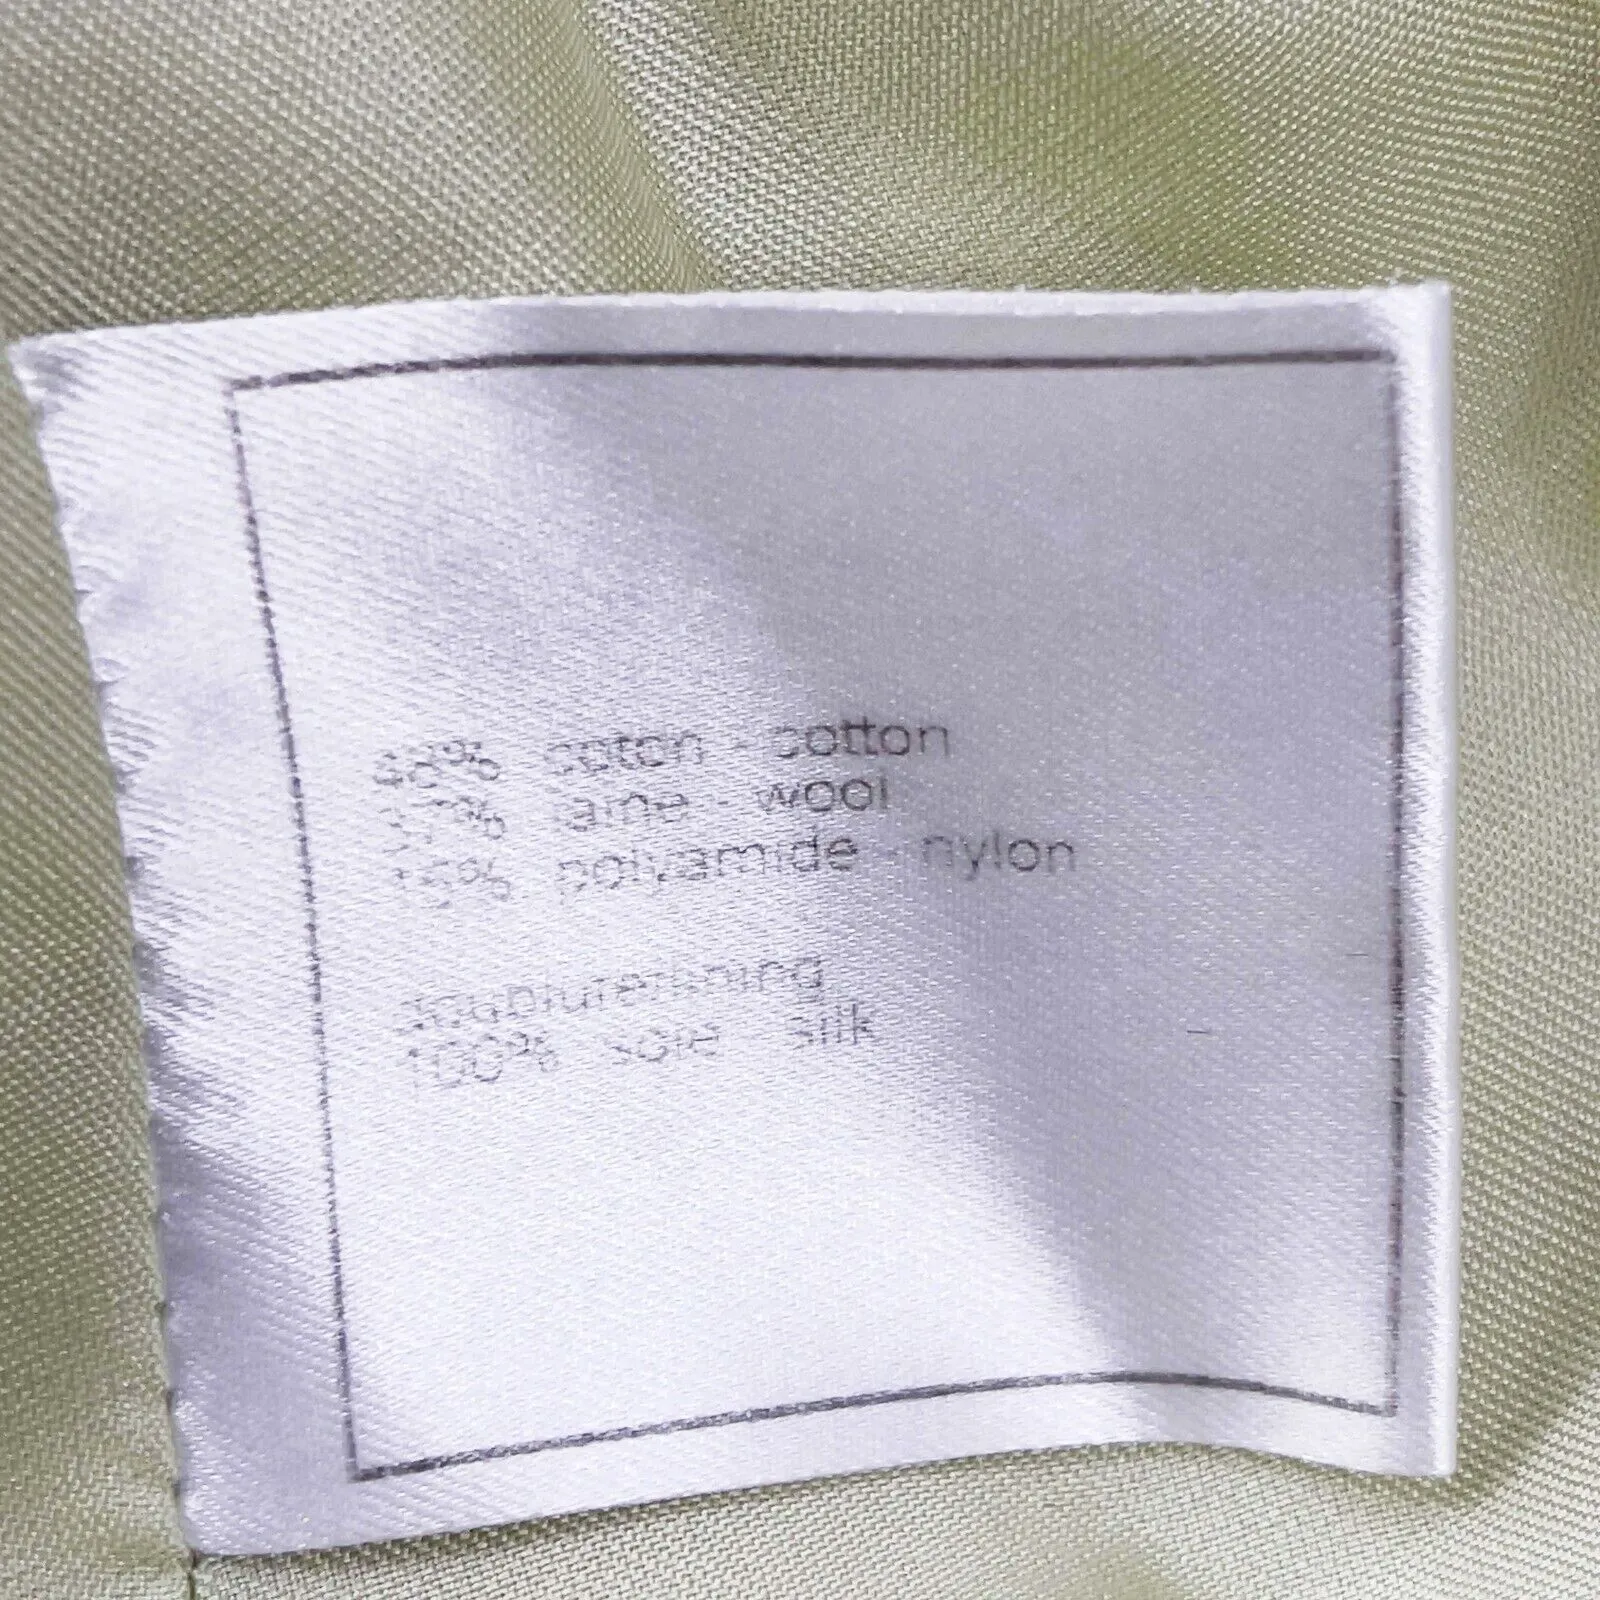 48% coton - cotton
37% laine - wool
15% polyamide - nylon
doublure/lining
100% soie - silk